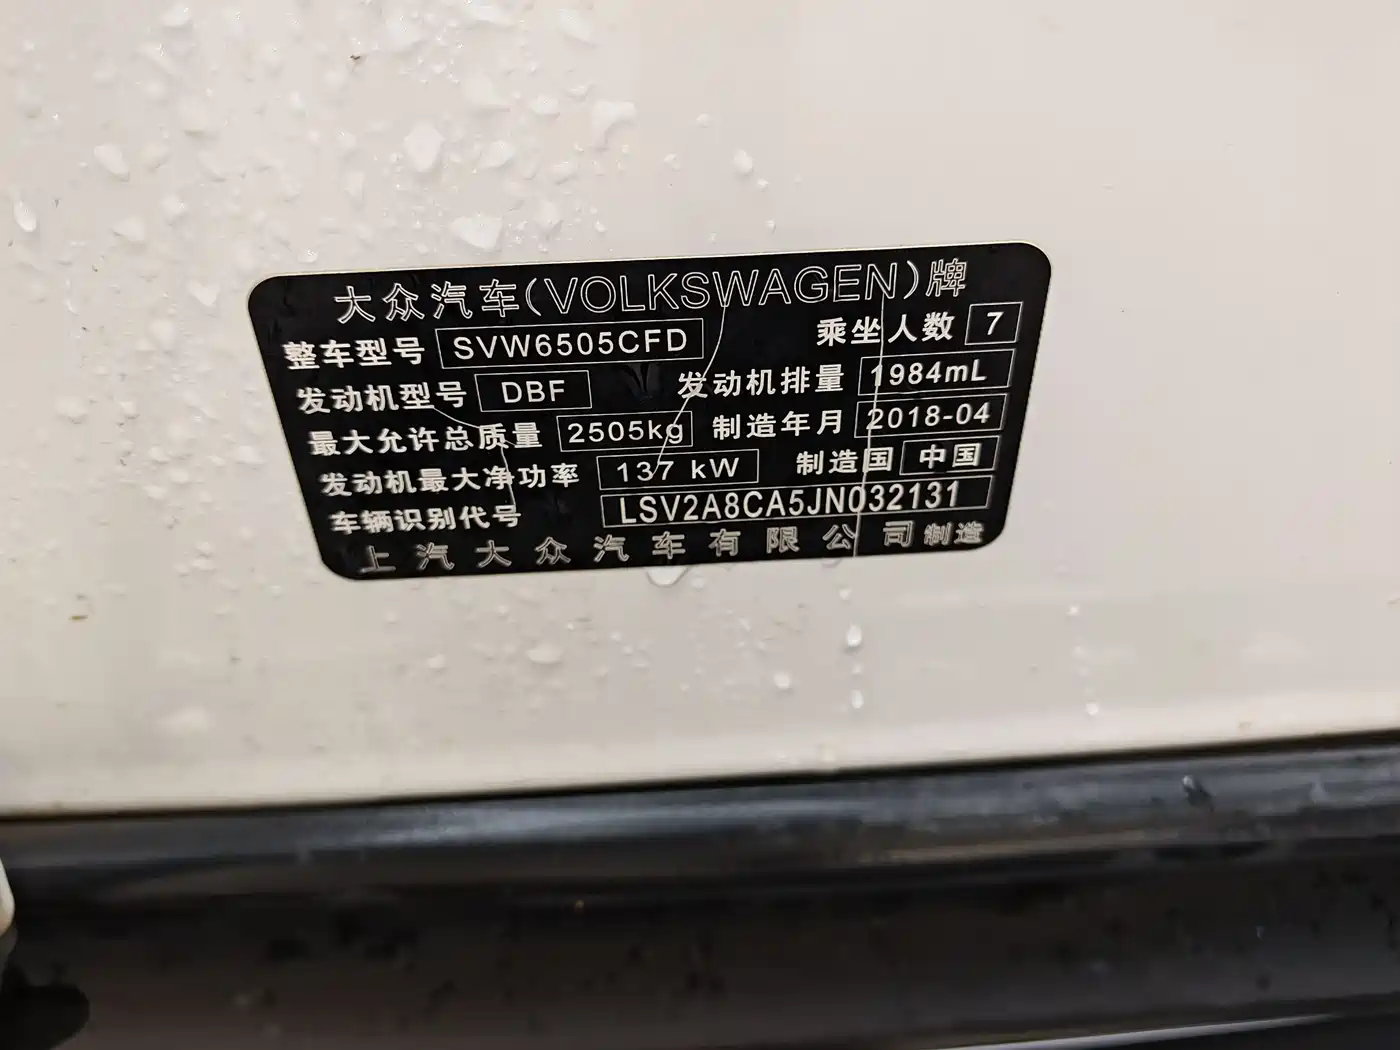 大众汽车(VOLKSWAGEN)牌
整车型号 SVW6505CFD 乘坐人数 7
发动机型号 DBF 发动机排量 1984mL
最大允许总质量 2505kg 制造年月 2018-04
发动机最大净功率 137 kW 制造国 中国
车辆识别代号 LSV2A8CA5JN032131
上汽大众汽车有限公司制造